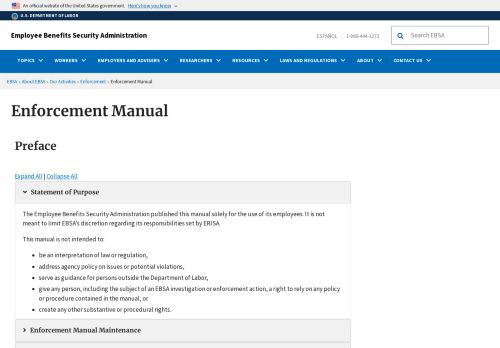 An official website of the United States government. Here's how you know
U.S. DEPARTMENT OF LABOR
Employee Benefits Security Administration
ESPAÑOL | 1-866-444-3272
Search EBSA
TOPICS WORKERS EMPLOYERS AND ADVISERS RESEARCHERS RESOURCES LAWS AND REGULATIONS ABOUT CONTACT US
EBSA › About EBSA › Our Activities › Enforcement › Enforcement Manual
Enforcement Manual
Preface
Expand All | Collapse All
Statement of Purpose
The Employee Benefits Security Administration published this manual solely for the use of its employees. It is not
meant to limit EBSA's discretion regarding its responsibilities set by ERISA.
This manual is not intended to:
• be an interpretation of law or regulation,
• address agency policy on issues or potential violations,
• serve as guidance for persons outside the Department of Labor,
• give any person, including the subject of an EBSA investigation or enforcement action, a right to rely on any policy
or procedure contained in the manual, or
• create any other substantive or procedural rights.
Enforcement Manual Maintenance